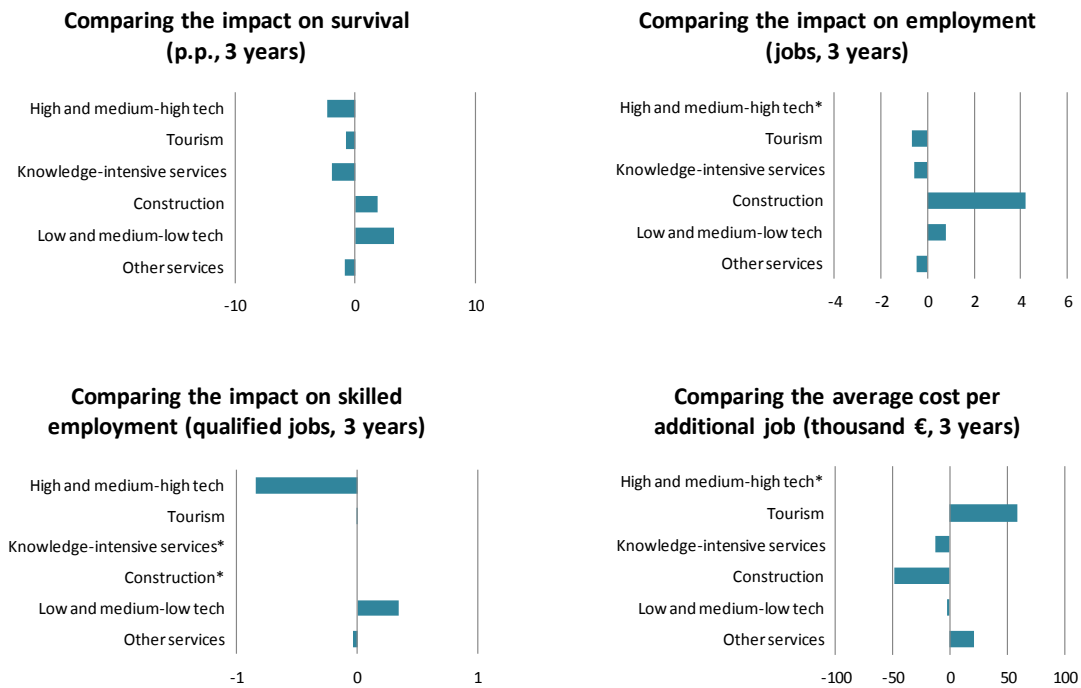 Comparing the impact on survival
(p.p., 3 years)
High and medium-high tech
Tourism
Knowledge-intensive services
Construction
Low and medium-low tech
Other services
-10 0 10
Comparing the impact on employment
(jobs, 3 years)
High and medium-high tech*
Tourism
Knowledge-intensive services
Construction
Low and medium-low tech
Other services
-4 -2 0 2 4 6
Comparing the impact on skilled
employment (qualified jobs, 3 years)
High and medium-high tech
Tourism
Knowledge-intensive services*
Construction*
Low and medium-low tech
Other services
-1 0 1
Comparing the average cost per
additional job (thousand €, 3 years)
High and medium-high tech*
Tourism
Knowledge-intensive services
Construction
Low and medium-low tech
Other services
-100 -50 0 50 100